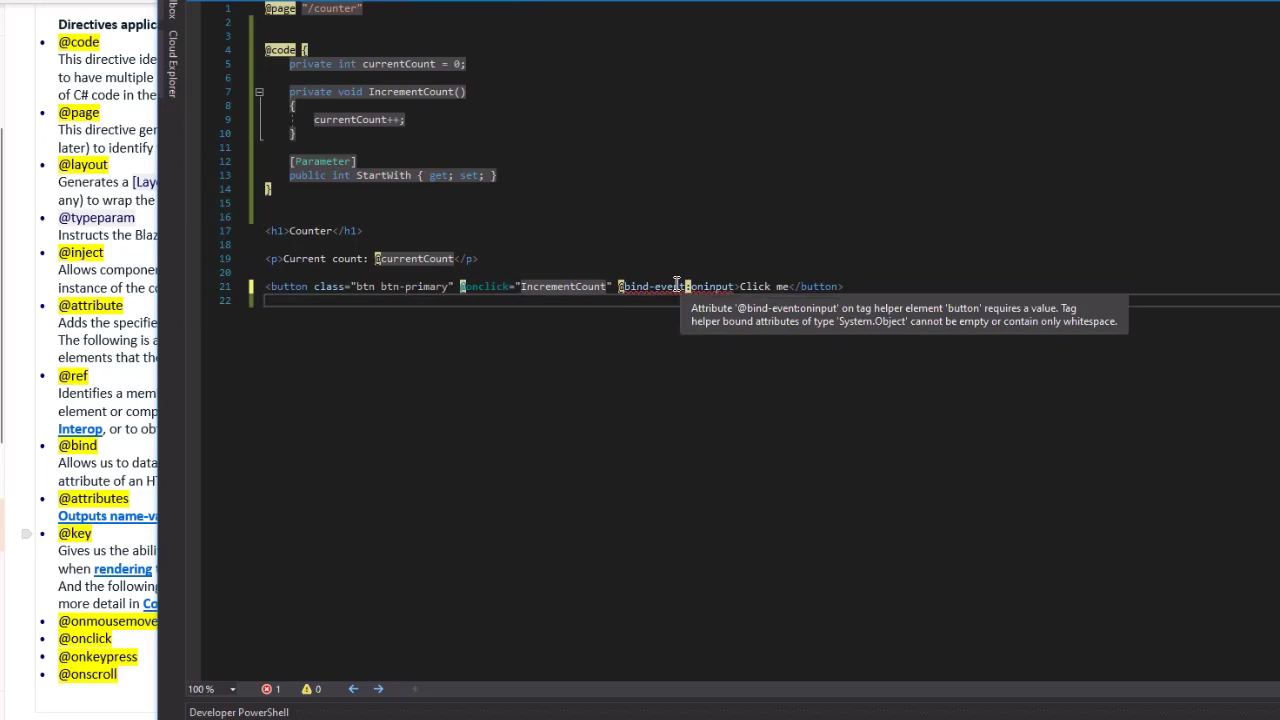 Directives applic
@code
This directive ide
to have multiple
of C# code in the
@page
This directive ger
later) to identify
@layout
Generates a [Lay
any) to wrap the
@typeparam
Instructs the Blaz
@inject
Allows componen
instance of the co
@attribute
Adds the specifie
The following is a
elements that the
@ref
Identifies a mem
element or comp
Interop, or to ob
@bind
Allows us to data
attribute of an HT
@attributes
Outputs name-va
@key
Gives us the abili
when rendering t
And the following
more detail in Co
@onmousemove
@onclick
@onkeypress
@onscroll
lbox
Cloud Explorer
1 @page "/counter"
2
3
4 @code {
5 private int currentCount = 0;
6
7 private void IncrementCount()
8 {
9 currentCount++;
10 }
11
12 [Parameter]
13 public int StartWith { get; set; }
14 }
15
16
17 <h1>Counter</h1>
18
19 <p>Current count: @currentCount</p>
20
21 <button class="btn btn-primary" @onclick="IncrementCount" @bind-event:oninput>Click me</button>
22
Attribute '@bind-event:oninput' on tag helper element 'button' requires a value. Tag
helper bound attributes of type 'System.Object' cannot be empty or contain only whitespace.
100 % 1 0
Developer PowerShell